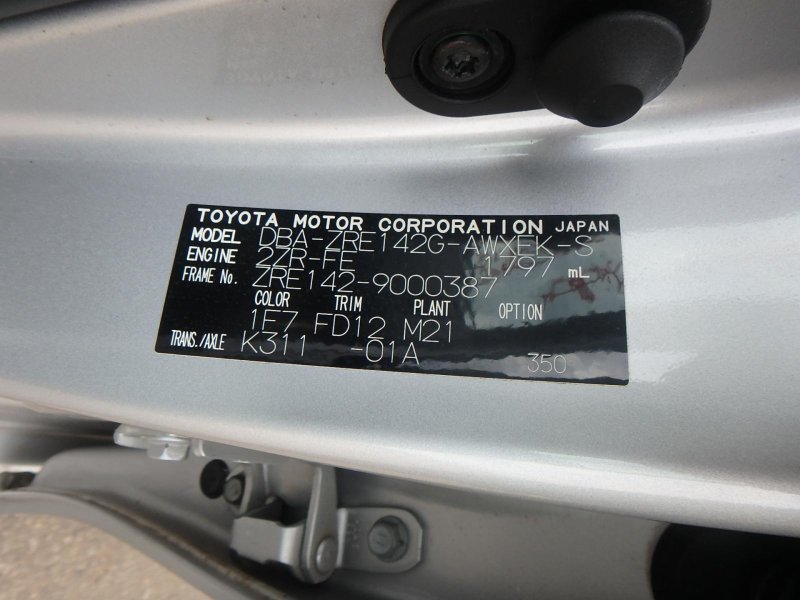 TOYOTA MOTOR CORPORATION JAPAN
MODEL DBA-ZRE142G-AWXEK-S
ENGINE 2ZR-FE 1797 mL
FRAME No. ZRE142-9000387
COLOR TRIM PLANT OPTION
1F7 FD12 M21
TRANS./AXLE K311 -01A
350